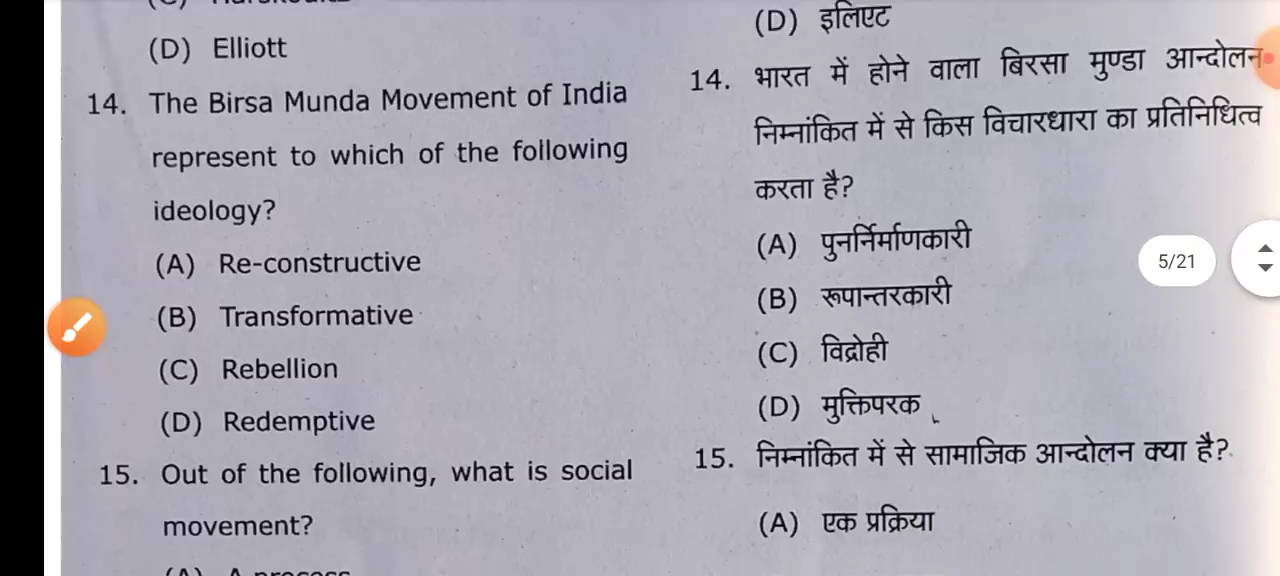 (D) Elliott
14. The Birsa Munda Movement of India
represent to which of the following
ideology?
(A) Re-constructive
(B) Transformative
(C) Rebellion
(D) Redemptive
15. Out of the following, what is social
movement?
(A) A process
(D) इलिएट
14. भारत में होने वाला बिरसा मुण्डा आन्दोलन
निम्नांकित में से किस विचारधारा का प्रतिनिधित्व
करता है?
(A) पुनर्निर्माणकारी
(B) रूपान्तरकारी
(C) विद्रोही
(D) मुक्तिपरक
15. निम्नांकित में से सामाजिक आन्दोलन क्या है?
(A) एक प्रक्रिया
5/21